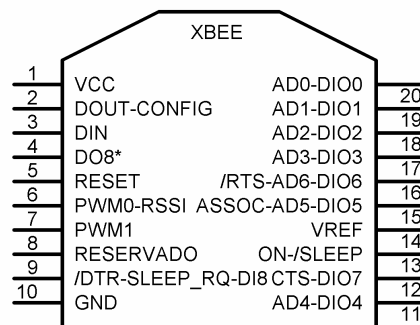 XBEE
1 VCC AD0-DIO0 20
2 DOUT-CONFIG AD1-DIO1 19
3 DIN AD2-DIO2 18
4 DO8* AD3-DIO3 17
5 RESET /RTS-AD6-DIO6 16
6 PWM0-RSSI ASSOC-AD5-DIO5 15
7 PWM1 VREF 14
8 RESERVADO ON-/SLEEP 13
9 /DTR-SLEEP_RQ-DI8 CTS-DIO7 12
10 GND AD4-DIO4 11